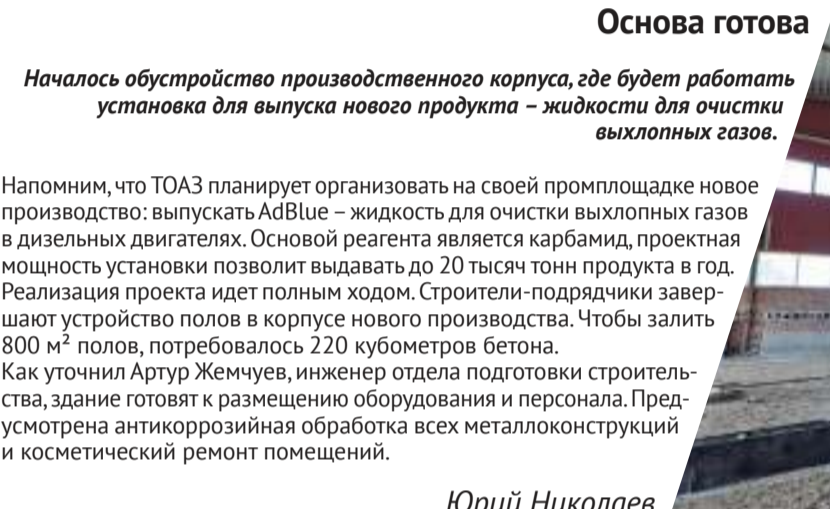 Основа готова
Началось обустройство производственного корпуса, где будет работать
установка для выпуска нового продукта – жидкости для очистки
выхлопных газов.
Напомним, что ТОАЗ планирует организовать на своей промплощадке новое
производство: выпускать AdBlue – жидкость для очистки выхлопных газов
в дизельных двигателях. Основой реагента является карбамид, проектная
мощность установки позволит выдавать до 20 тысяч тонн продукта в год.
Реализация проекта идет полным ходом. Строители-подрядчики завер-
шают устройство полов в корпусе нового производства. Чтобы залить
800 м² полов, потребовалось 220 кубометров бетона.
Как уточнил Артур Жемчуев, инженер отдела подготовки строитель-
ства, здание готовят к размещению оборудования и персонала. Пред-
усмотрена антикоррозийная обработка всех металлоконструкций
и косметический ремонт помещений.
Юрий Николаев